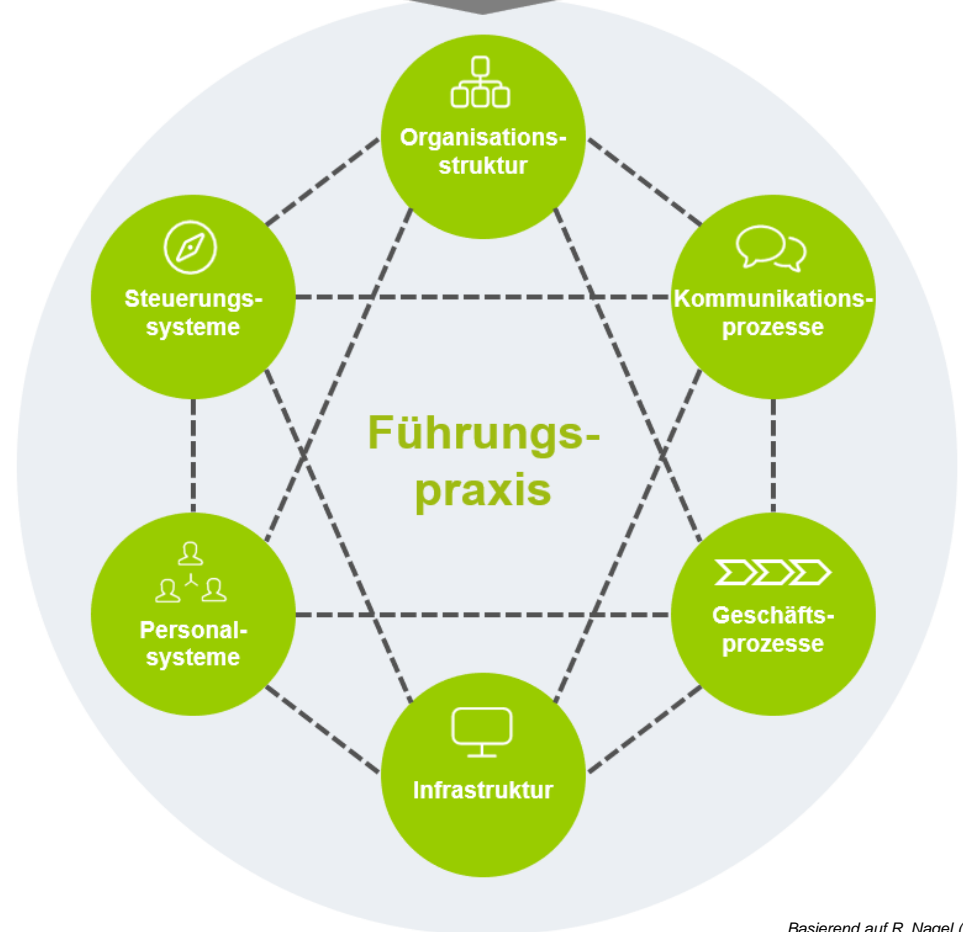 Organisations-
struktur
Steuerungs-
systeme
Kommunikations-
prozesse
Führungs-
praxis
Personal-
systeme
Geschäfts-
prozesse
Infrastruktur
Basierend auf R. Nagel (